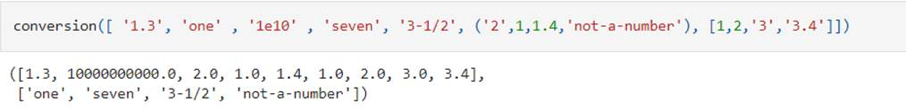 conversion([ '1.3', 'one' , '1e10' , 'seven', '3-1/2', ('2',1,1.4,'not-a-number'), [1,2,'3','3.4']])
([1.3, 10000000000.0, 2.0, 1.0, 1.4, 1.0, 2.0, 3.0, 3.4],
['one', 'seven', '3-1/2', 'not-a-number'])